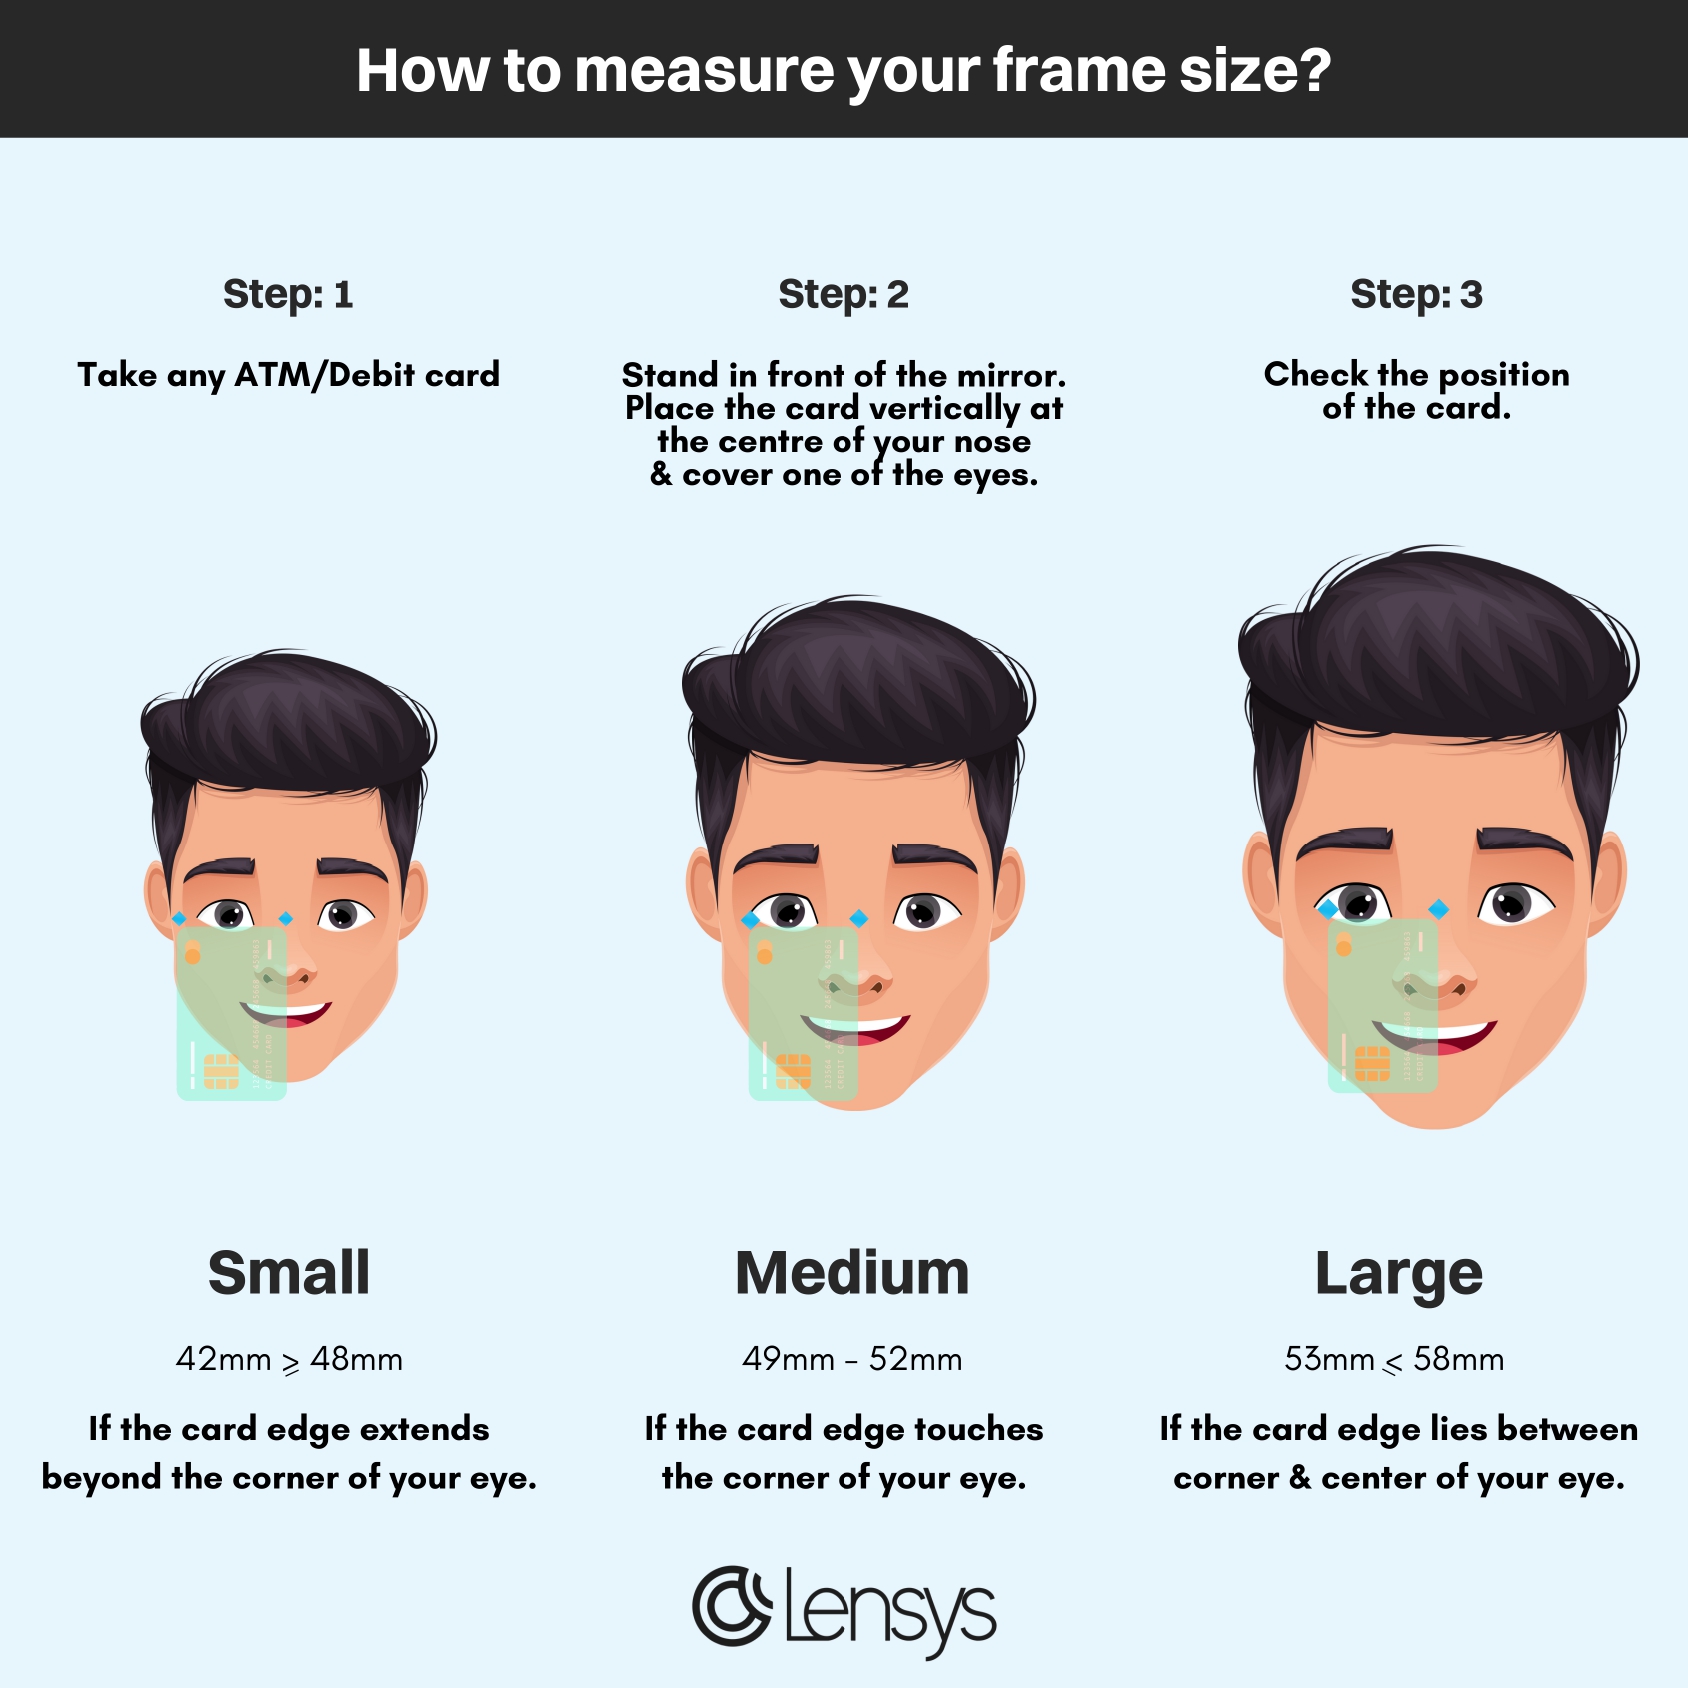 How to measure your frame size?
Step: 1
Take any ATM/Debit card
Step: 2
Stand in front of the mirror.
Place the card vertically at
the centre of your nose
& cover one of the eyes.
Step: 3
Check the position
of the card.
CREDIT CARD
Small
42mm ⩾ 48mm
If the card edge extends
beyond the corner of your eye.
Medium
49mm - 52mm
If the card edge touches
the corner of your eye.
Large
53mm ⩽ 58mm
If the card edge lies between
corner & center of your eye.
Lensys